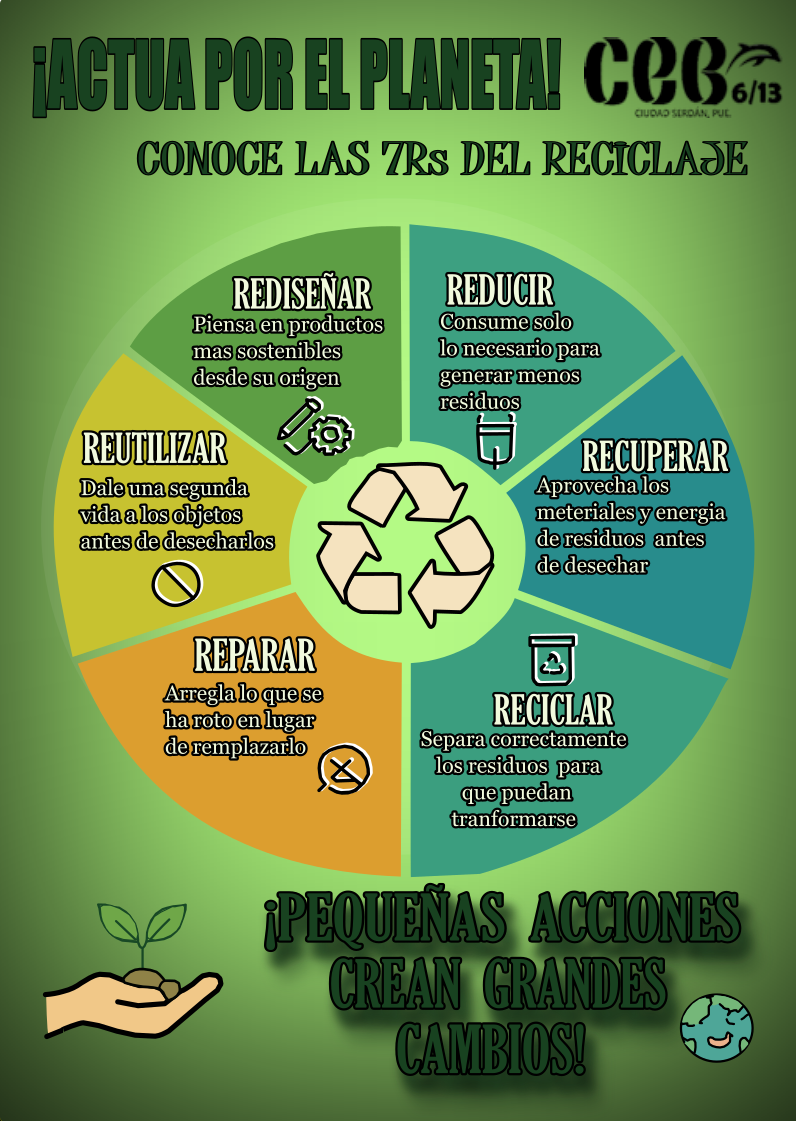 ¡ACTUA POR EL PLANETA!
CEB
6/13
CIUDAD SERDÁN, PUE.
CONOCE LAS 7Rs DEL RECICLAJE
REDISEÑAR
Piensa en productos
mas sostenibles
desde su origen
REDUCIR
Consume solo
lo necesario para
generar menos
residuos
REUTILIZAR
Dale una segunda
vida a los objetos
antes de desecharlos
RECUPERAR
Aprovecha los
meteriales y energia
de residuos antes
de desechar
REPARAR
Arregla lo que se
ha roto en lugar
de remplazarlo
RECICLAR
Separa correctamente
los residuos para
que puedan
tranformarse
¡PEQUEÑAS ACCIONES
CREAN GRANDES
CAMBIOS!